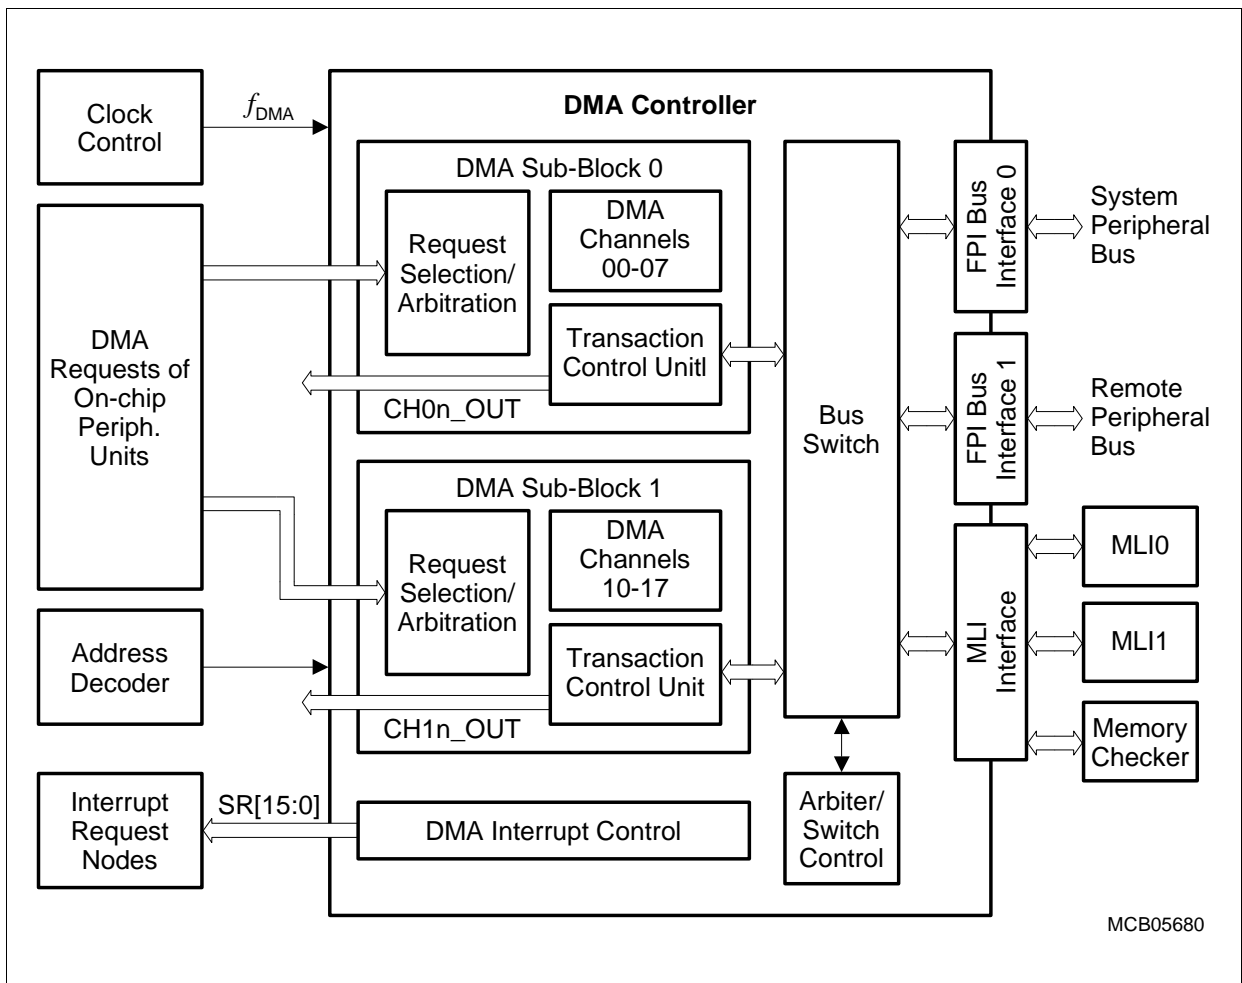 Clock
Control
f DMA
DMA Controller
DMA Sub-Block 0
Request
Selection/
Arbitration
DMA
Channels
00-07
Transaction
Control Unitl
CH0n_OUT
DMA
Requests of
On-chip
Periph.
Units
DMA Sub-Block 1
Request
Selection/
Arbitration
DMA
Channels
10-17
Transaction
Control Unit
CH1n_OUT
Address
Decoder
Interrupt
Request
Nodes
SR[15:0]
DMA Interrupt Control
Bus
Switch
Arbiter/
Switch
Control
FPI Bus
Interface 0
System
Peripheral
Bus
FPI Bus
Interface 1
Remote
Peripheral
Bus
MLI
Interface
MLI0
MLI1
Memory
Checker
MCB05680